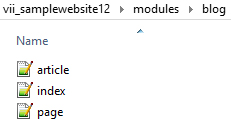 vii_samplewebsite12 modules blog
Name
article
index
page